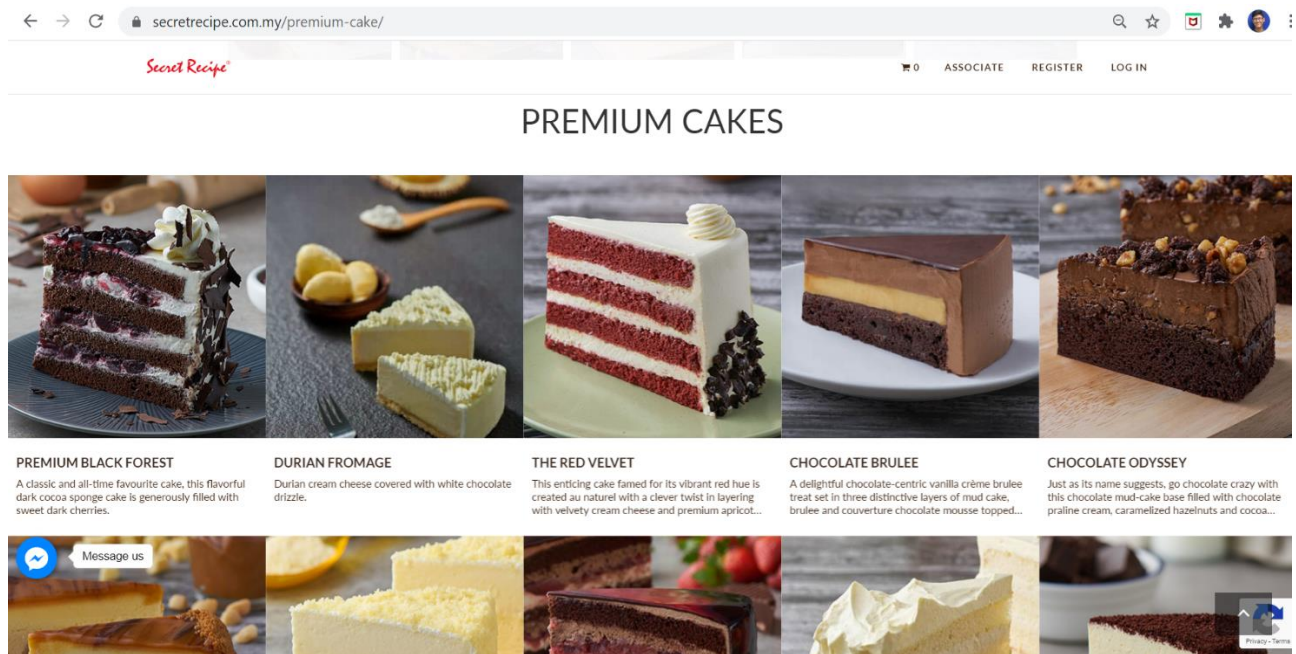 secretrecipe.com.my/premium-cake/
Secret Recipe®
0 ASSOCIATE REGISTER LOG IN
PREMIUM CAKES
PREMIUM BLACK FOREST
A classic and all-time favourite cake, this flavorful
dark cocoa sponge cake is generously filled with
sweet dark cherries.
DURIAN FROMAGE
Durian cream cheese covered with white chocolate
drizzle.
THE RED VELVET
This enticing cake famed for its vibrant red hue is
created au naturel with a clever twist in layering
with velvety cream cheese and premium apricot...
CHOCOLATE BRULEE
A delightful chocolate-centric vanilla crème brulee
treat set in three distinctive layers of mud cake,
brulee and couverture chocolate mousse topped...
CHOCOLATE ODYSSEY
Just as its name suggests, go chocolate crazy with
this chocolate mud-cake base filled with chocolate
praline cream, caramelized hazelnuts and cocoa...
Message us
Privacy - Terms